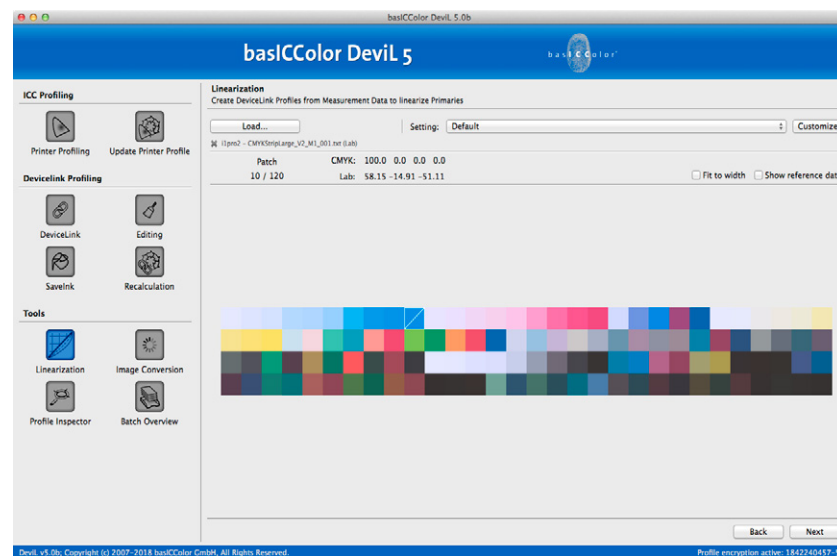 basICColor DeviL 5.0b
basICColor DeviL 5
basICColor
ICC Profiling
Printer Profiling
Update Printer Profile
Devicelink Profiling
DeviceLink
Editing
SaveInk
Recalculation
Tools
Linearization
Image Conversion
Profile Inspector
Batch Overview
Linearization
Create DeviceLink Profiles from Measurement Data to linearize Primaries
Load...
Setting: Default
Customize
i1pro2 - CMYKStripLarge_V2_M1_001.txt (Lab)
Patch CMYK: 100.0 0.0 0.0 0.0
10 / 120 Lab: 58.15 -14.91 -51.11
Fit to width Show reference dat
Back Next
DeviL v5.0b; Copyright (c) 2007-2018 basICColor GmbH, All Rights Reserved.
Profile encryption active: 1842240457-